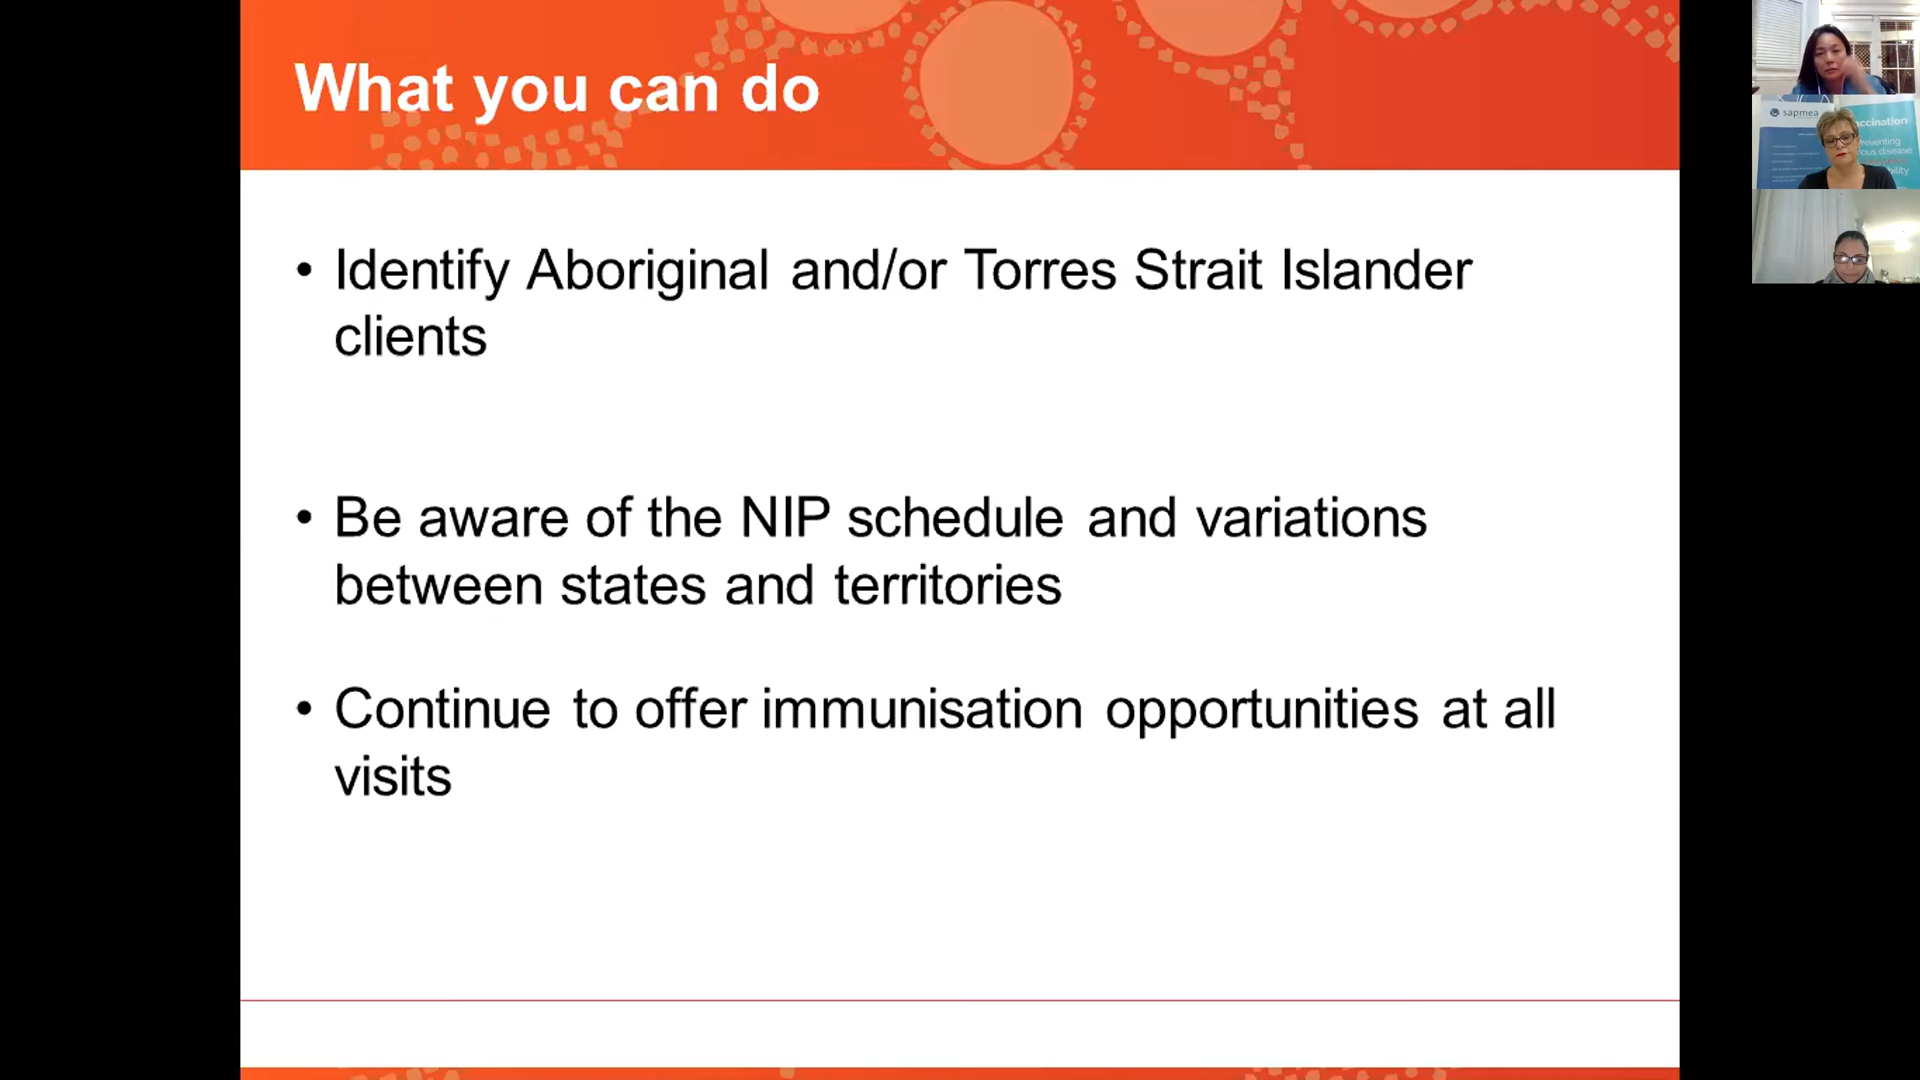 What you can do
• Identify Aboriginal and/or Torres Strait Islander
clients
• Be aware of the NIP schedule and variations
between states and territories
• Continue to offer immunisation opportunities at all
visits
sapmea